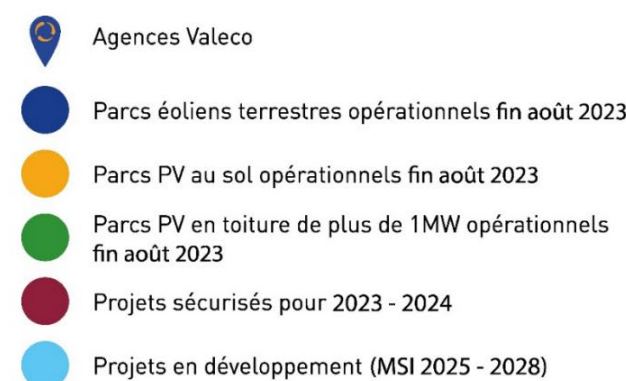 Agences Valeco
Parcs éoliens terrestres opérationnels fin août 2023
Parcs PV au sol opérationnels fin août 2023
Parcs PV en toiture de plus de 1MW opérationnels
fin août 2023
Projets sécurisés pour 2023 - 2024
Projets en développement (MSI 2025 - 2028)